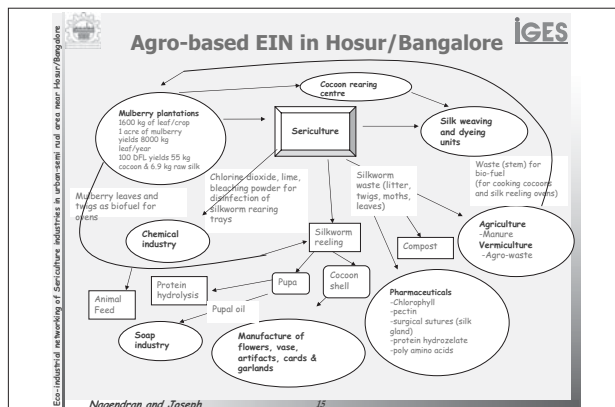 Eco-industrial networking of Sericulture industries in urban-semi rual area near Hosur/Bangalore
Agro-based EIN in Hosur/Bangalore
IGES
Cocoon rearing
centre
Mulberry plantations
1600 kg of leaf/crop
1 acre of mulberry
yields 8000 kg
leaf/year
100 DFL yields 55 kg
cocoon & 6.9 kg raw silk
Sericulture
Silk weaving
and dyeing
units
Mulberry leaves and
twigs as biofuel for
ovens
Chlorine dioxide, lime,
bleaching powder for
disinfection of
silkworm rearing
trays
Silkworm
waste (litter,
twigs, moths,
leaves)
Waste (stem) for
bio-fuel
(for cooking cocoons
and silk reeling ovens)
Chemical
industry
Silkworm
reeling
Compost
Agriculture
-Manure
Vermiculture
-Agro-waste
Animal
Feed
Protein
hydrolysis
Pupa
Cocoon
shell
Pupal oil
Soap
industry
Manufacture of
flowers, vase,
artifacts, cards &
garlands
Pharmaceuticals
-Chlorophyll
-pectin
-surgical sutures (silk
gland)
-protein hydrozelate
-poly amino acids
Nagendran and Joseph
15